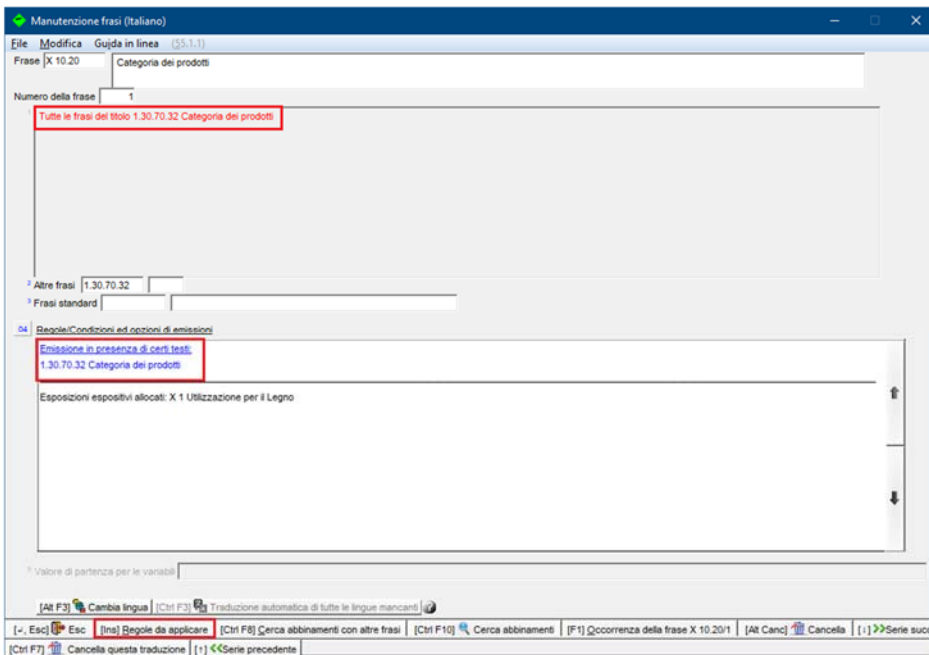 Manutenzione frasi (Italiano)
File Modifica Guida in linea (§5.1.1)
Frase X 10.20 Categoria dei prodotti
Numero della frase 1
1 Tutte le frasi del titolo 1.30.70.32 Categoria dei prodotti
2 Altre frasi 1.30.70.32
3 Frasi standard
04 Regole/Condizioni ed opzioni di emissioni
Emissione in presenza di certi testi:
1.30.70.32 Categoria dei prodotti
Esposizioni espositivi allocati: X 1 Utilizzazione per il Legno
Valore di partenza per le variabili
[Alt F3] Cambia lingua [Ctrl F3] Traduzione automatica di tutte le lingue mancanti
[↵, Esc] Esc [Ins] Regole da applicare [Ctrl F8] Cerca abbinamenti con altre frasi [Ctrl F10] Cerca abbinamenti [F1] Occorrenza della frase X 10.20/1 [Alt Canc] Cancella [↓] >>Serie succ
[Ctrl F7] Cancella questa traduzione [↑] <<Serie precedente